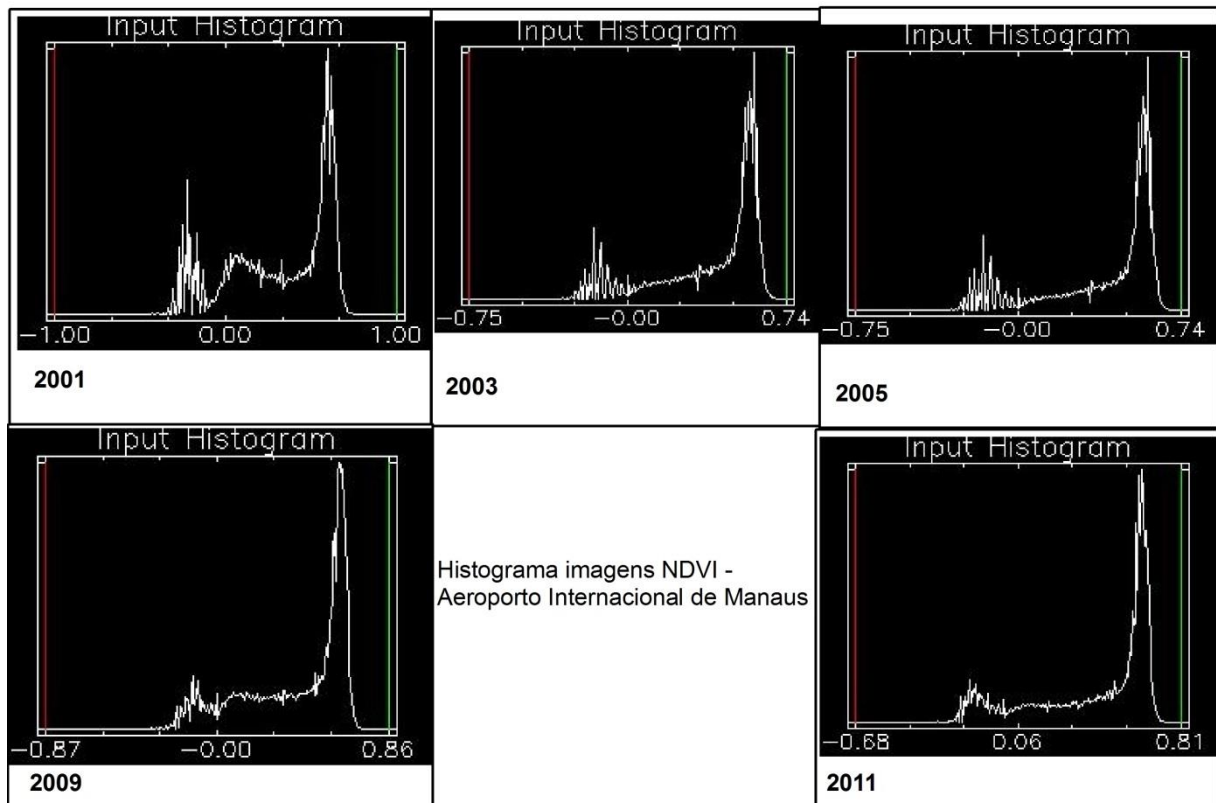 Input Histogram
-1.00 0.00 1.00
2001
Input Histogram
-0.75 -0.00 0.74
2003
Input Histogram
-0.75 -0.00 0.74
2005
Input Histogram
-0.87 -0.00 0.86
2009
Histograma imagens NDVI -
Aeroporto Internacional de Manaus
Input Histogram
-0.68 0.06 0.81
2011